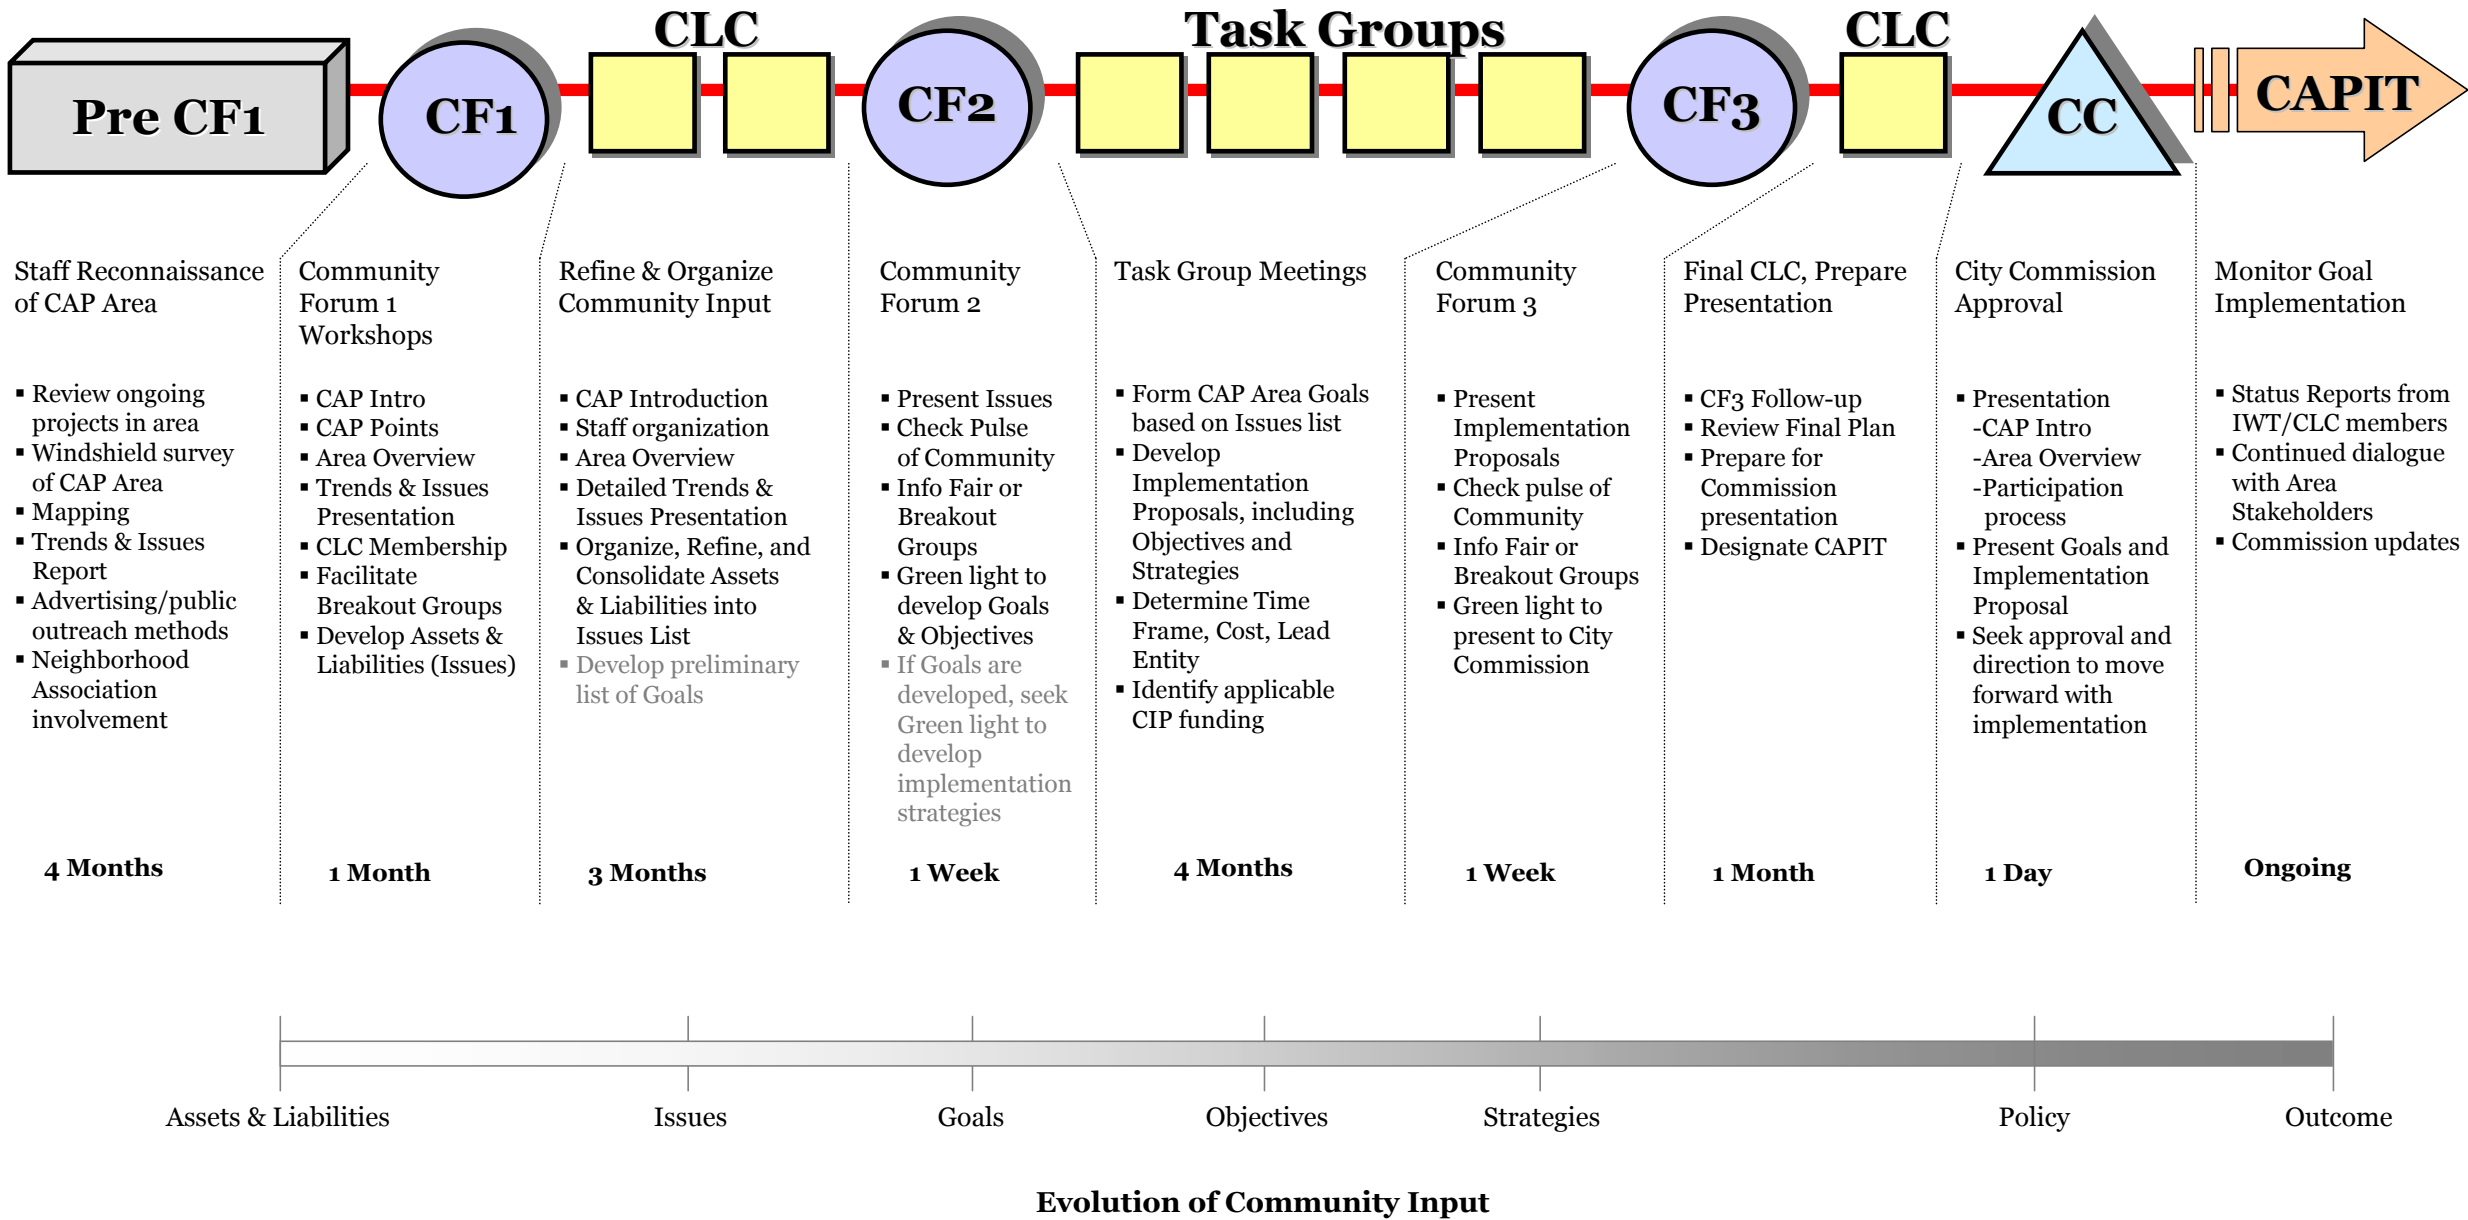 CLC
Task Groups
CLC
Pre CF1
CF1
CF2
CF3
CC
CAPIT
Staff Reconnaissance
of CAP Area
▪ Review ongoing
projects in area
▪ Windshield survey
of CAP Area
▪ Mapping
▪ Trends & Issues
Report
▪ Advertising/public
outreach methods
▪ Neighborhood
Association
involvement
4 Months
Community
Forum 1
Workshops
▪ CAP Intro
▪ CAP Points
▪ Area Overview
▪ Trends & Issues
Presentation
▪ CLC Membership
▪ Facilitate
Breakout Groups
▪ Develop Assets &
Liabilities (Issues)
1 Month
Refine & Organize
Community Input
▪ CAP Introduction
▪ Staff organization
▪ Area Overview
▪ Detailed Trends &
Issues Presentation
▪ Organize, Refine, and
Consolidate Assets
& Liabilities into
Issues List
▪ Develop preliminary
list of Goals
3 Months
Community
Forum 2
▪ Present Issues
▪ Check Pulse
of Community
▪ Info Fair or
Breakout
Groups
▪ Green light to
develop Goals
& Objectives
▪ If Goals are
developed, seek
Green light to
develop
implementation
strategies
1 Week
Task Group Meetings
▪ Form CAP Area Goals
based on Issues list
▪ Develop
Implementation
Proposals, including
Objectives and
Strategies
▪ Determine Time
Frame, Cost, Lead
Entity
▪ Identify applicable
CIP funding
4 Months
Community
Forum 3
▪ Present
Implementation
Proposals
▪ Check pulse of
Community
▪ Info Fair or
Breakout Groups
▪ Green light to
present to City
Commission
1 Week
Final CLC, Prepare
Presentation
▪ CF3 Follow-up
▪ Review Final Plan
▪ Prepare for
Commission
presentation
▪ Designate CAPIT
1 Month
City Commission
Approval
▪ Presentation
-CAP Intro
-Area Overview
-Participation
process
▪ Present Goals and
Implementation
Proposal
▪ Seek approval and
direction to move
forward with
implementation
1 Day
Monitor Goal
Implementation
▪ Status Reports from
IWT/CLC members
▪ Continued dialogue
with Area
Stakeholders
▪ Commission updates
Ongoing
Assets & Liabilities
Issues
Goals
Objectives
Strategies
Policy
Outcome
Evolution of Community Input